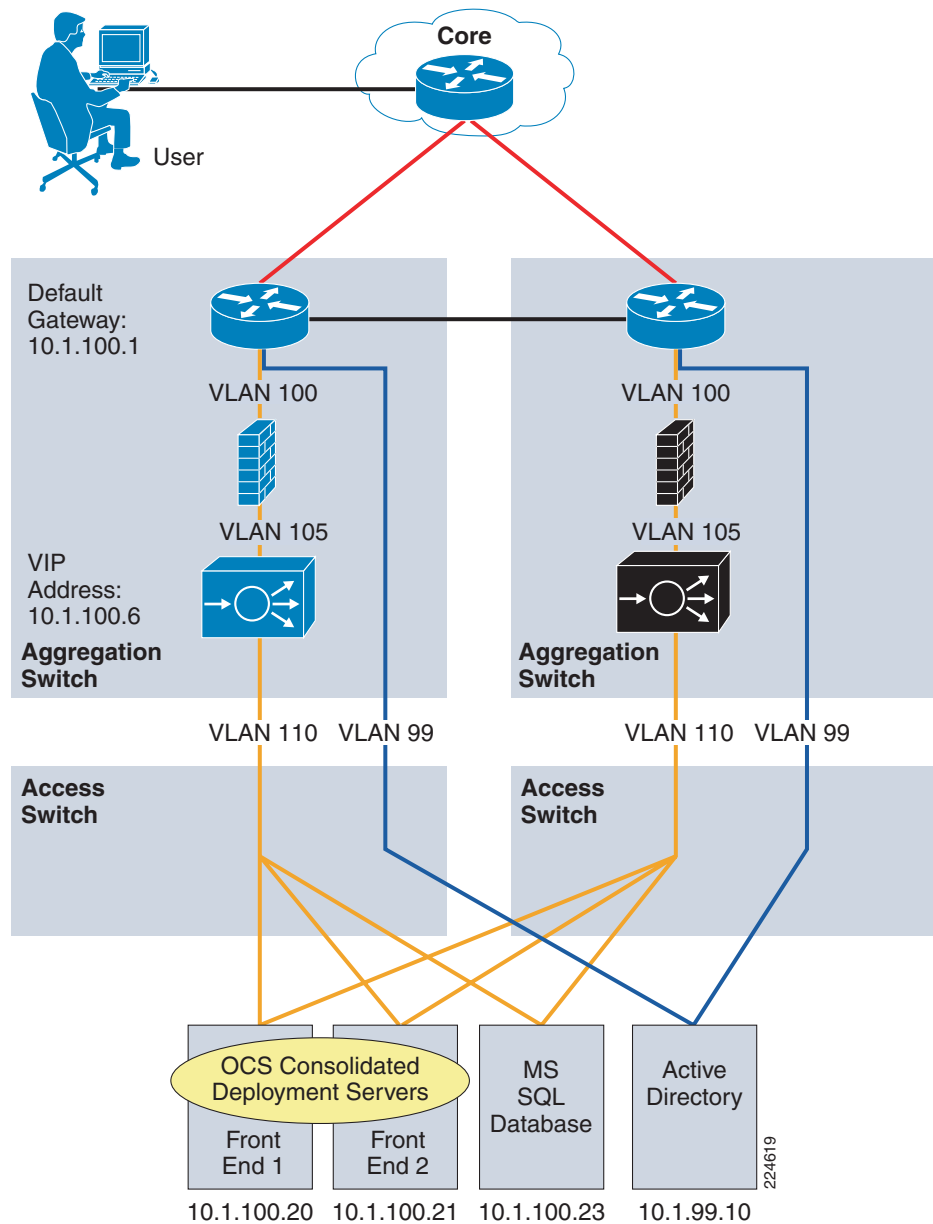 Core
User
Default
Gateway:
10.1.100.1
VLAN 100
VLAN 100
VLAN 105
VLAN 105
VIP
Address:
10.1.100.6
Aggregation
Switch
Aggregation
Switch
VLAN 110
VLAN 99
VLAN 110
VLAN 99
Access
Switch
Access
Switch
OCS Consolidated
Deployment Servers
Front
End 1
Front
End 2
MS
SQL
Database
Active
Directory
224619
10.1.100.20
10.1.100.21
10.1.100.23
10.1.99.10